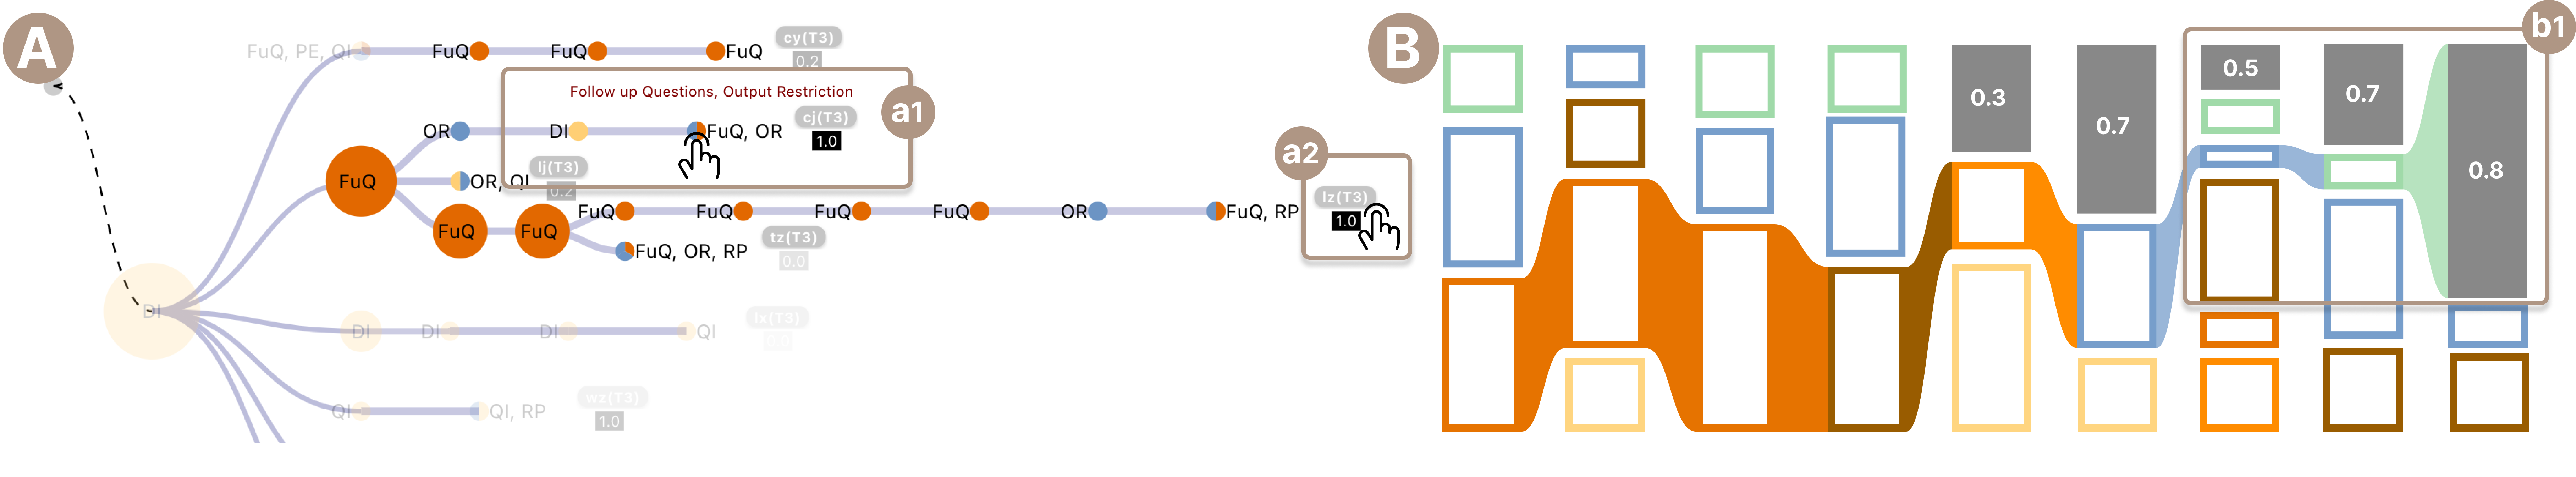 A
FuQ, PE, QI
FuQ
FuQ
FuQ
cy(T3)
0.2
Follow up Questions, Output Restriction
a1
OR
DI
FuQ, OR
cj(T3)
1.0
FuQ
OR, QI
lj(T3)
0.2
FuQ
FuQ
FuQ
FuQ
FuQ
FuQ
OR
FuQ, RP
a2
lz(T3)
1.0
FuQ, OR, RP
tz(T3)
0.0
DI
DI
DI
DI
QI
lx(T3)
0.0
QI
QI, RP
wz(T3)
1.0
B
b1
0.3
0.7
0.5
0.7
0.8